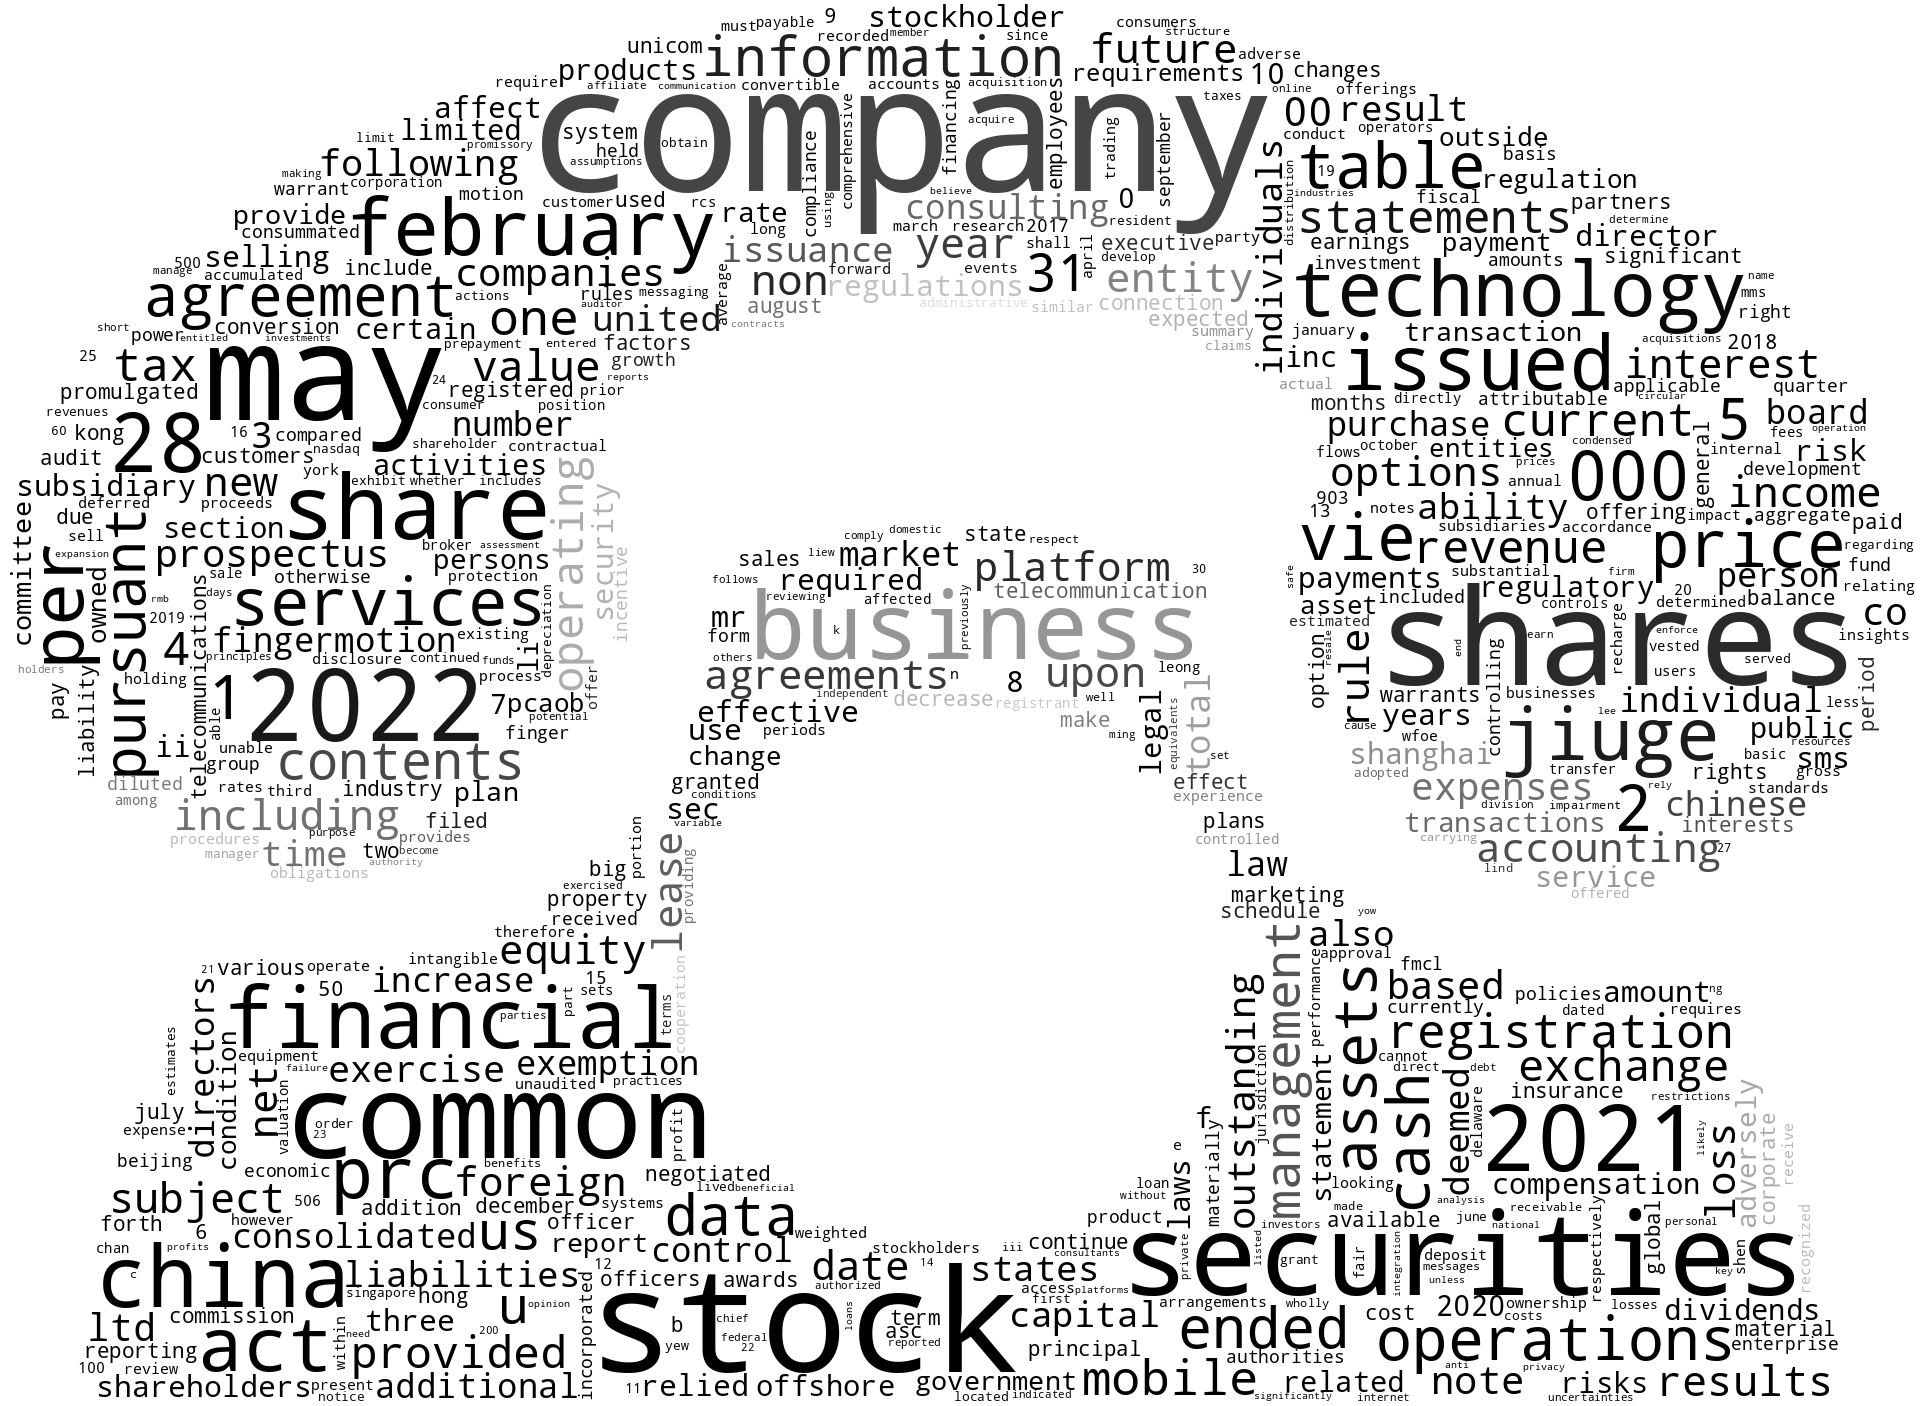 must payable 9 stockholder consumers
unicom recorded member since structure
products information future adverse
require affiliate communication convertible accounts acquisition requirements 10 changes
affect company taxes online offerings
limited system financing employees 00 result
limit promissory held obtain acquire conduct operators outside
following assumptions compliance comprehensive trading september individuals table basis
making warrant corporation motion believe 19 industries regulation
provide customer used rcs rate using consulting 0 distribution fiscal partners
consummated february long march research 2017 resident statements determine
500 selling issuance year shall executive party earnings payment director
manage accumulated include companies non forward events 31 april develop entity investment amounts significant
agreement actions rules messaging average august regulations technology name
auditor administrative similar connection mms
short conversion certain one united contracts expected january transaction right
power entitled investments prepayment entered factors summary inc acquisitions 2018
25 tax may value growth claims issued interest
promulgated 24 registered prior reports actual applicable quarter
revenues consumer position months directly attributable circular
60 kong 28 16 3 compared number purchase current 5 board
audit customers nasdaq shareholder contractual flows october entities condensed general fees operation
york activities options prices internal risk
subsidiary new exhibit whether includes operating annual 000 development
deferred proceeds share security 903 notes ability offering income
committee due section 13 subsidiaries accordance impact aggregate paid
sell broker assessment comply domestic state respect vie revenue price regarding
per expansion pursuant prospectus persons sales liew market safe fund
sale otherwise protection incentive follows required platform 30 payments substantial firm person relating
rmb days reviewing affected telecommunication included regulatory 20
owned 2019 telecommunications services depreciation mr business asset controls determined balance co
4 fingermotion existing form k previously estimated rule shares recharge enforce insights
holders principles disclosure continued funds li others resale earn vested
holding process agreements n upon leong option end users served
pay liability 1 2022 7 pcaob offer independent decrease 8 well warrants businesses individual less period
able potential effective registrant legal total years lee
ii unable finger use periods make ming cause wfoe jiuge public
group contents change equivalents set shanghai controlling basic resources
diluted rates third industry plan granted effect adopted transfer rights gross sms
among including filed conditions experience expenses standards
procedures purpose provides sec variable plans division impairment rely 2 chinese
manager time two become controlled transactions interests
obligations authority big portion lease law carrying accounting 27
exercised providing lind service
property marketing offered
received schedule yow
therefore equity also
intangible approval
21 various operate increase 15 cooperation management performance fmcl
50 part sets assets based policies amount ng
directors financial parties terms outstanding currently dated requires
estimates condition registration
equipment exercise exemption cannot exchange
failure unaudited practices direct debt
july net valuation common profit jurisdiction statement cash deemed insurance restrictions
expense order f delaware adversely corporate
23 2021 likely loss receive
beijing economic prc benefits negotiated e materially looking compensation
subject 506 foreign lived beneficial loan laws
addition december systems without made analysis receivable
forth 6 however officer data weighted product available june personal
chan profits consolidated us report control stockholders iii continue investors national respectively global
c china liabilities 12 date 14 consultants private listed grant fair integration deposit key shen recognized
singapore hong officers awards authorized states securities messages unless
commission u opinion incorporated stock access platforms arrangements wholly 2020 ownership losses dividends
ltd three b chief loans term first capital cost costs material
reporting act within need 200 yew federal asc ended operations enterprise
100 review provided 22 reported principal authorities anti privacy
shareholders present additional 11 relied offshore government mobile related note risks results
notice located indicated significantly internet uncertainties